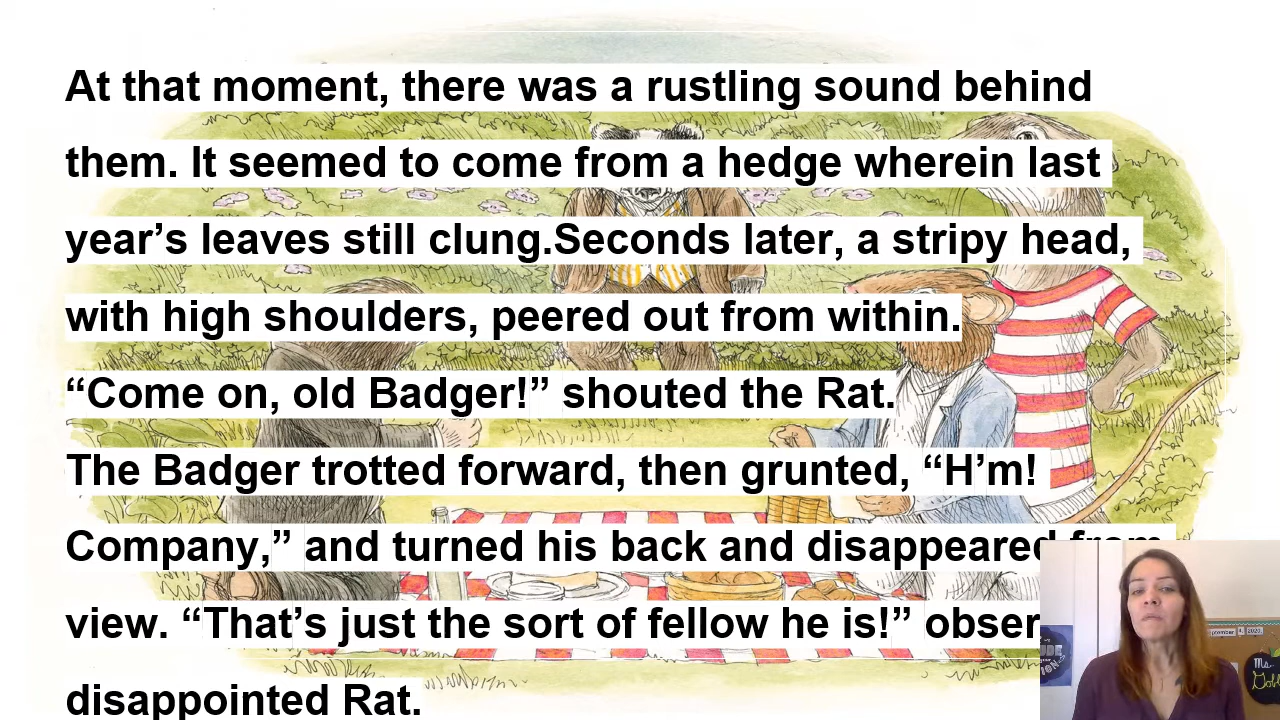 At that moment, there was a rustling sound behind
them. It seemed to come from a hedge wherein last
year’s leaves still clung.Seconds later, a stripy head,
with high shoulders, peered out from within.
“Come on, old Badger!” shouted the Rat.
The Badger trotted forward, then grunted, “H’m!
Company,” and turned his back and disappeared from
view. “That’s just the sort of fellow he is!” obser
disappointed Rat.
Ms.